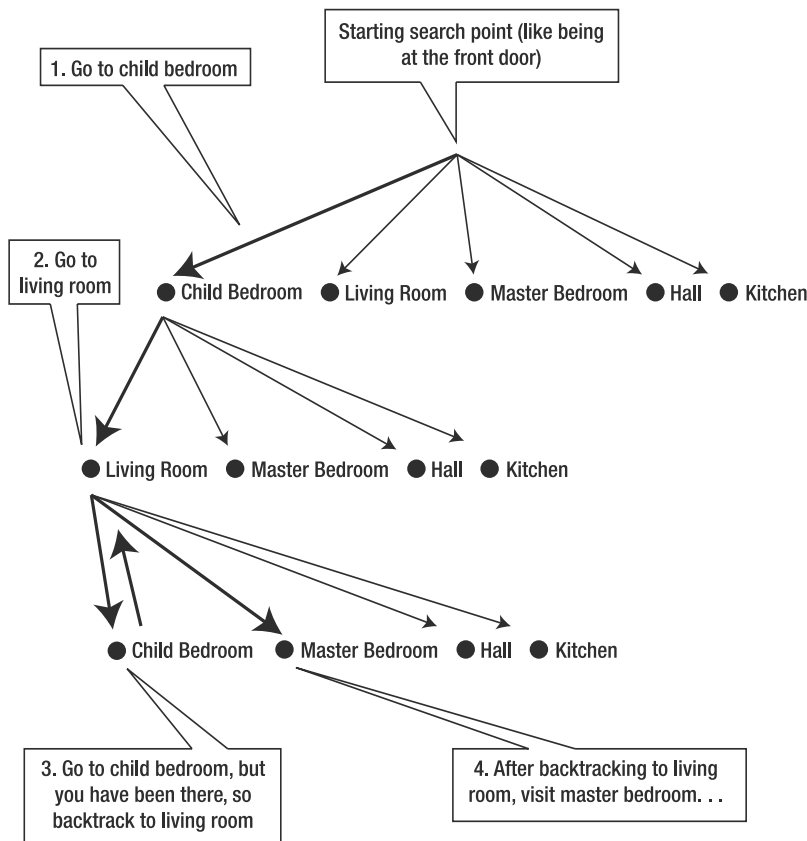 Starting search point (like being
at the front door)
1. Go to child bedroom
2. Go to
living room
Child Bedroom Living Room Master Bedroom Hall Kitchen
Living Room Master Bedroom Hall Kitchen
Child Bedroom Master Bedroom Hall Kitchen
3. Go to child bedroom, but
you have been there, so
backtrack to living room
4. After backtracking to living
room, visit master bedroom. . .